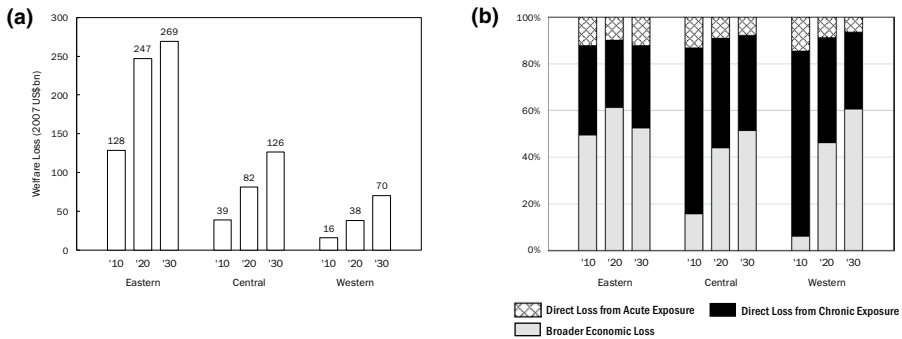 (a)
Welfare Loss (2007 US$bn)
300
250
200
150
100
50
0
128
247
269
39
82
126
16
38
70
'10 '20 '30 '10 '20 '30 '10 '20 '30
Eastern Central Western
(b)
100%
80%
60%
40%
20%
0%
'10 '20 '30 '10 '20 '30 '10 '20 '30
Eastern Central Western
Direct Loss from Acute Exposure Direct Loss from Chronic Exposure
Broader Economic Loss